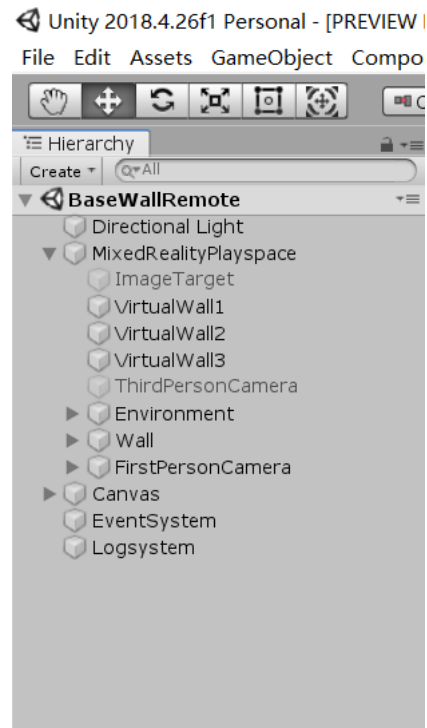 Unity 2018.4.26f1 Personal - [PREVIEW
File Edit Assets GameObject Compo
Hierarchy
Create All
BaseWallRemote
Directional Light
MixedRealityPlayspace
ImageTarget
VirtualWall1
VirtualWall2
VirtualWall3
ThirdPersonCamera
Environment
Wall
FirstPersonCamera
Canvas
EventSystem
Logsystem